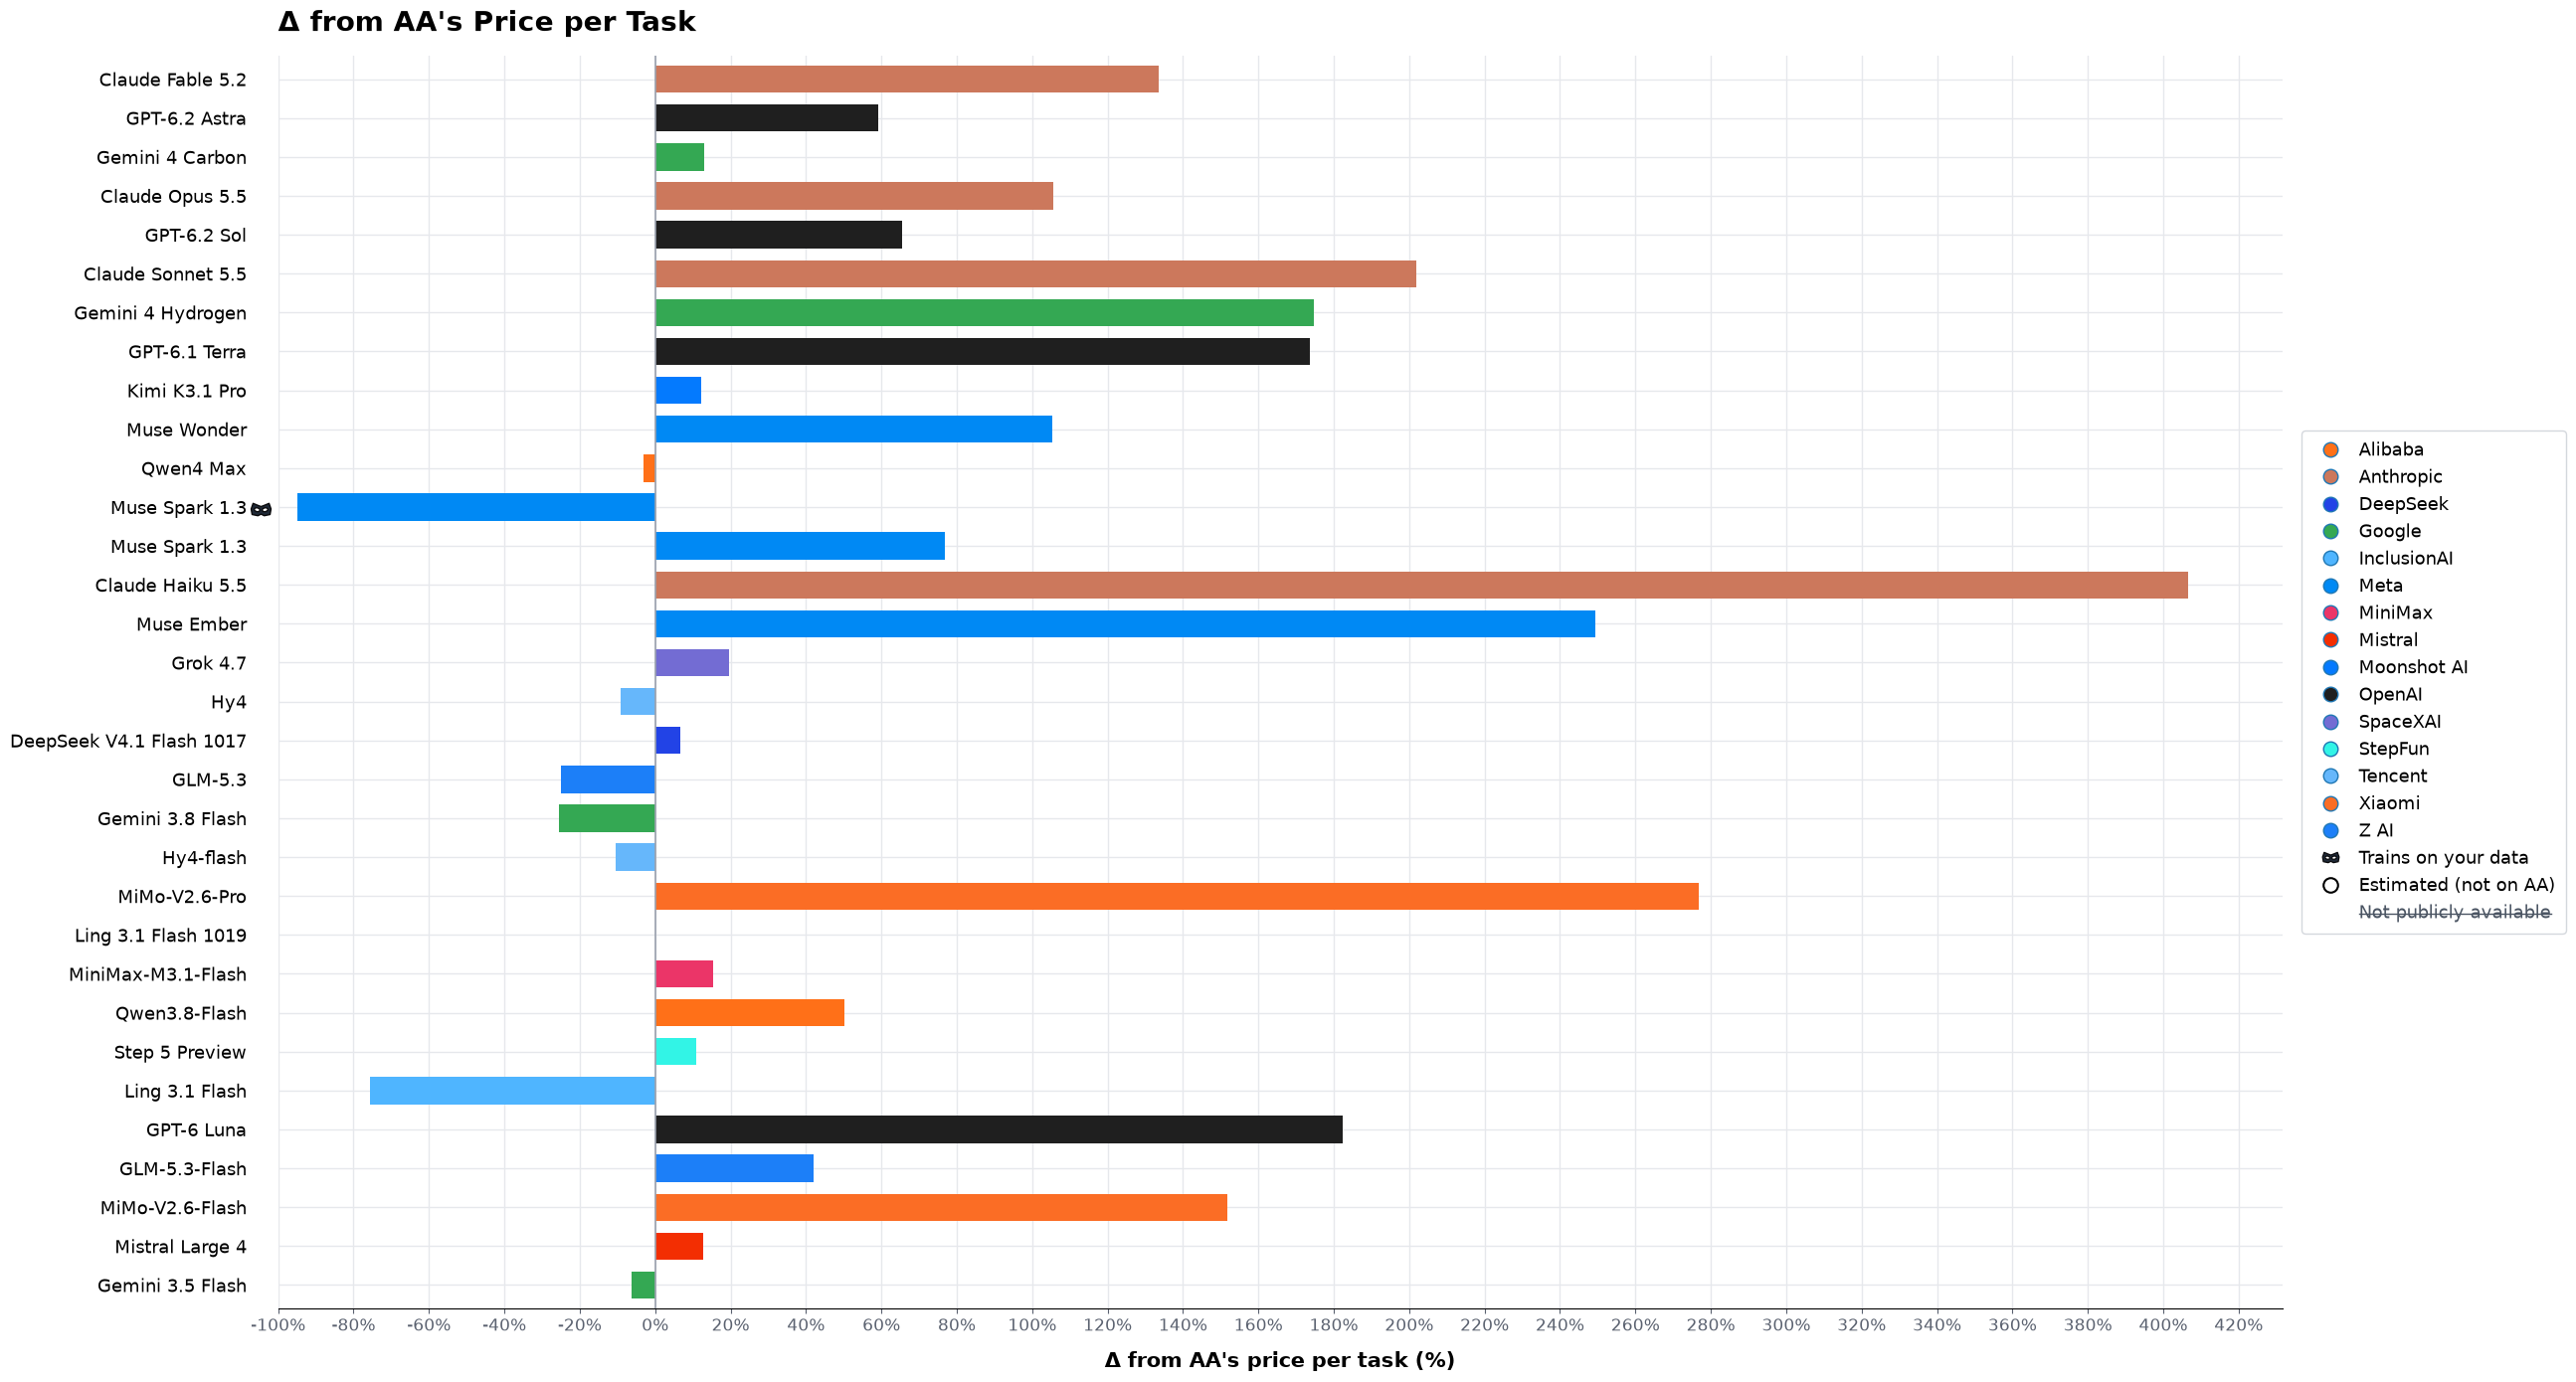 Δ from AA's Price per Task
Claude Fable 5.2
GPT-6.2 Astra
Gemini 4 Carbon
Claude Opus 5.5
GPT-6.2 Sol
Claude Sonnet 5.5
Gemini 4 Hydrogen
GPT-6.1 Terra
Kimi K3.1 Pro
Muse Wonder
Qwen4 Max
Muse Spark 1.3
Muse Spark 1.3
Claude Haiku 5.5
Muse Ember
Grok 4.7
Hy4
DeepSeek V4.1 Flash 1017
GLM-5.3
Gemini 3.8 Flash
Hy4-flash
MiMo-V2.6-Pro
Ling 3.1 Flash 1019
MiniMax-M3.1-Flash
Qwen3.8-Flash
Step 5 Preview
Ling 3.1 Flash
GPT-6 Luna
GLM-5.3-Flash
MiMo-V2.6-Flash
Mistral Large 4
Gemini 3.5 Flash
-100% -80% -60% -40% -20% 0% 20% 40% 60% 80% 100% 120% 140% 160% 180% 200% 220% 240% 260% 280% 300% 320% 340% 360% 380% 400% 420%
Δ from AA's price per task (%)
Alibaba
Anthropic
DeepSeek
Google
InclusionAI
Meta
MiniMax
Mistral
Moonshot AI
OpenAI
SpaceXAI
StepFun
Tencent
Xiaomi
Z AI
Trains on your data
Estimated (not on AA)
Not publicly available